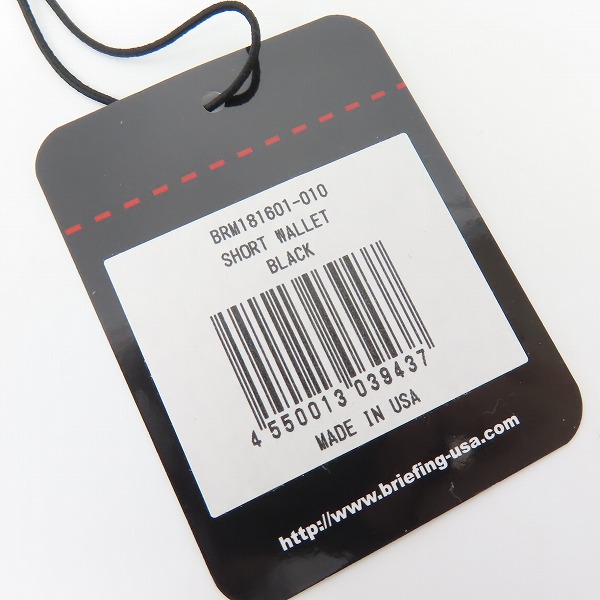 BRM181601-010
SHORT WALLET
BLACK
4 550013 039437
MADE IN USA
http://www.briefing-usa.com